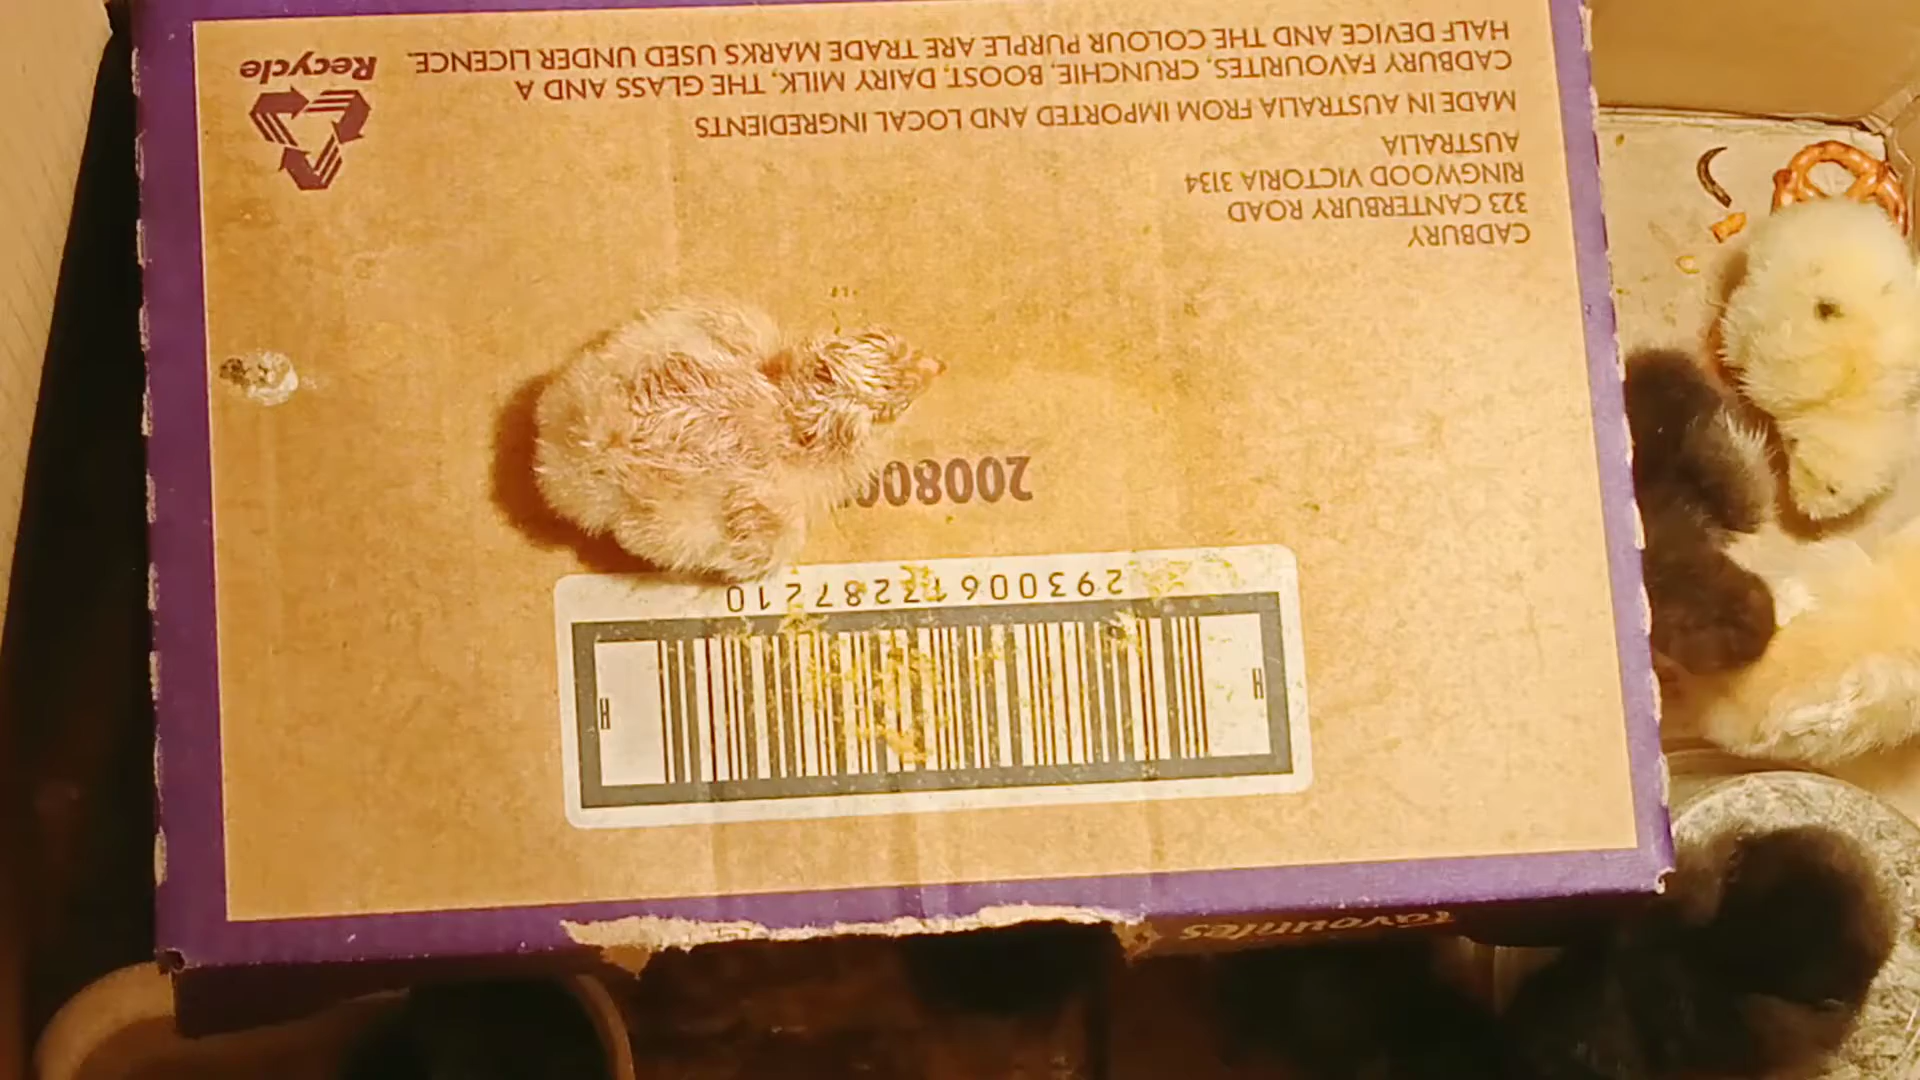 Favourites
H H
29300617287210
200800
CADBURY
323 CANTERBURY ROAD
RINGWOOD VICTORIA 3134
AUSTRALIA
MADE IN AUSTRALIA FROM IMPORTED AND LOCAL INGREDIENTS
CADBURY FAVOURITES, CRUNCHIE, BOOST, DAIRY MILK, THE GLASS AND A
HALF DEVICE AND THE COLOUR PURPLE ARE TRADE MARKS USED UNDER LICENCE.
Recycle